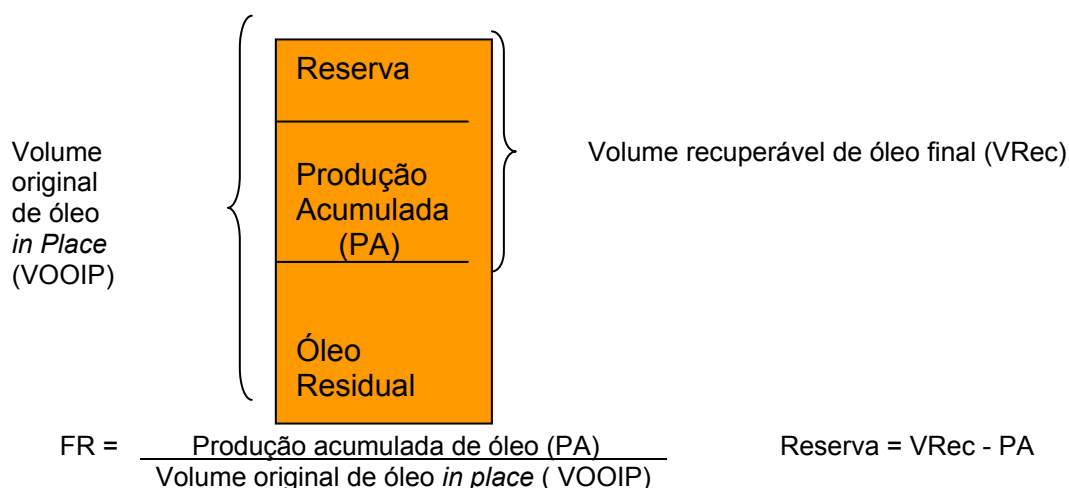 Reserva
Volume
original
de óleo
in Place
(VOOIP)
Produção
Acumulada
(PA)
Volume recuperável de óleo final (VRec)
Óleo
Residual
FR = Produção acumulada de óleo (PA)
Volume original de óleo in place ( VOOIP)
Reserva = VRec - PA